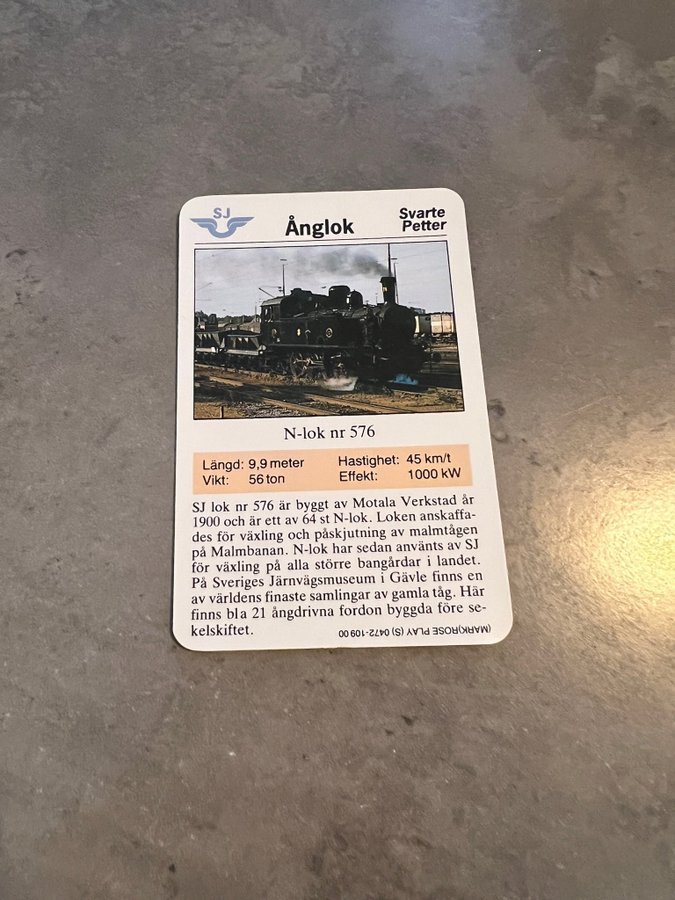 SJ
Ånglok
Svarte
Petter
N-lok nr 576
Längd: 9,9 meter Hastighet: 45 km/t
Vikt: 56 ton Effekt: 1000 kW
SJ lok nr 576 är byggt av Motala Verkstad år
1900 och är ett av 64 st N-lok. Loken anskaffa-
des för växling och påskjutning av malmtågen
på Malmbanan. N-lok har sedan använts av SJ
för växling på alla större bangårdar i landet.
På Sveriges Järnvägsmuseum i Gävle finns en
av världens finaste samlingar av gamla tåg. Här
finns bl a 21 ångdrivna fordon byggda före se-
kelskiftet.
(MARK)ROSE PLAY (S) 0472-109 00